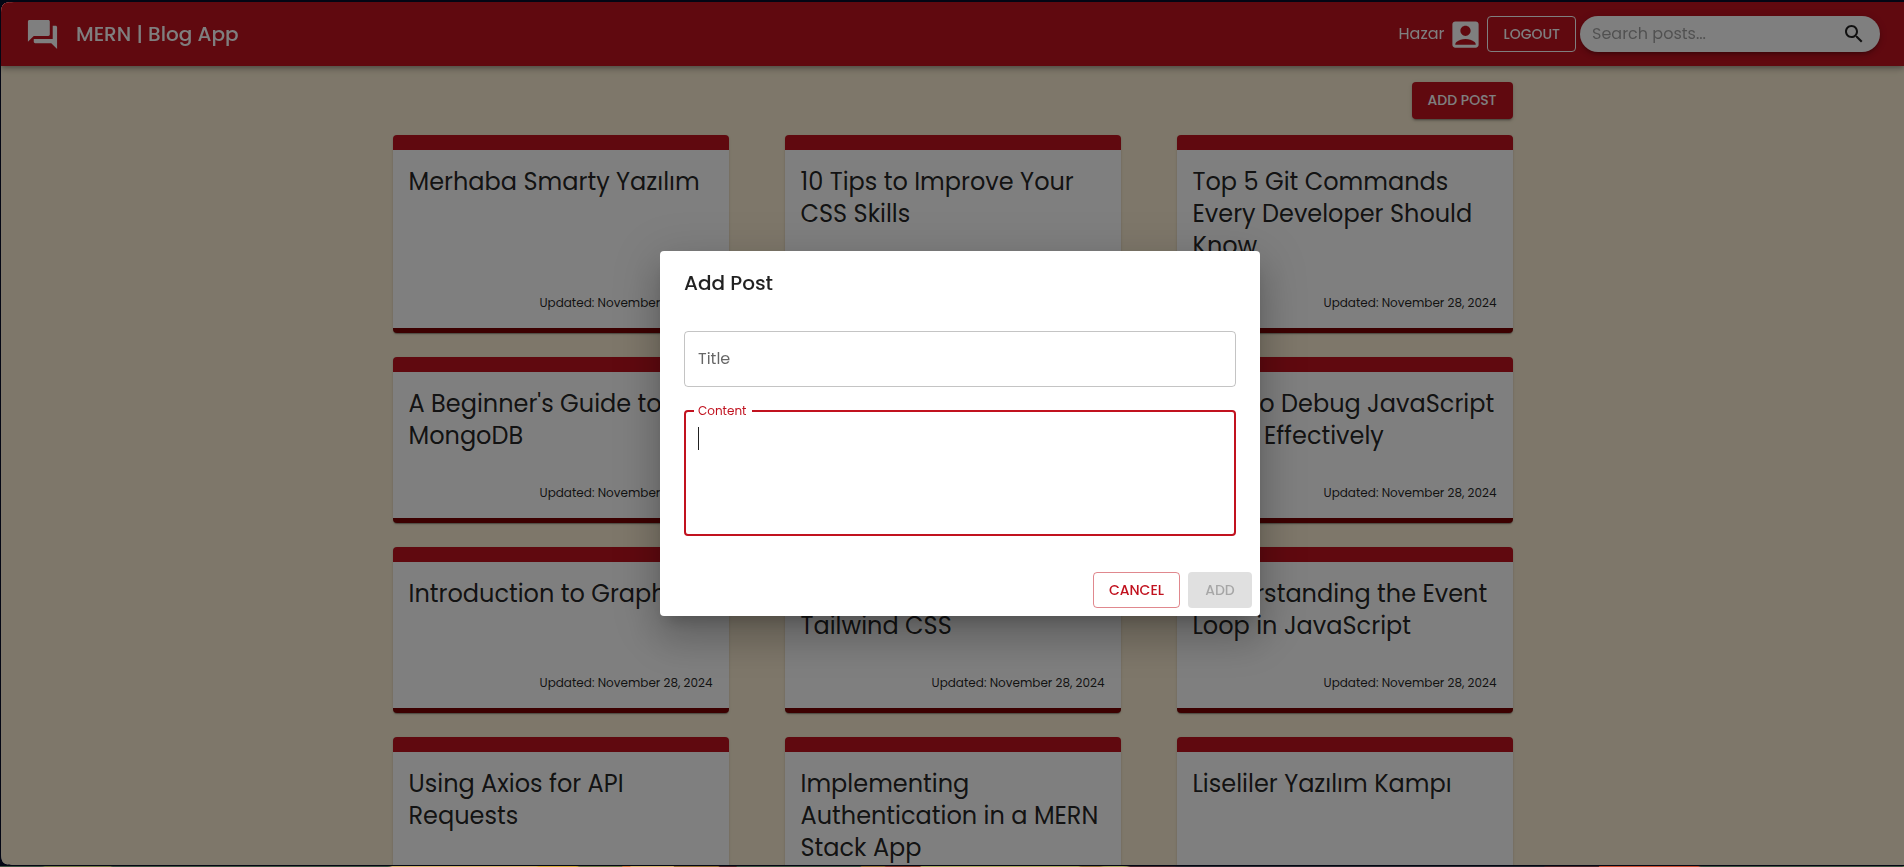 MERN | Blog App
Hazar
LOGOUT
Search posts...
ADD POST
Merhaba Smarty Yazılım
Updated: November
10 Tips to Improve Your
CSS Skills
Top 5 Git Commands
Every Developer Should
Know
Updated: November 28, 2024
Add Post
Title
Content
CANCEL
ADD
A Beginner's Guide to
MongoDB
Updated: November
o Debug JavaScript
Effectively
Updated: November 28, 2024
Introduction to Graph
Updated: November 28, 2024
Tailwind CSS
Updated: November 28, 2024
rstanding the Event
Loop in JavaScript
Updated: November 28, 2024
Using Axios for API
Requests
Implementing
Authentication in a MERN
Stack App
Liseliler Yazılım Kampı